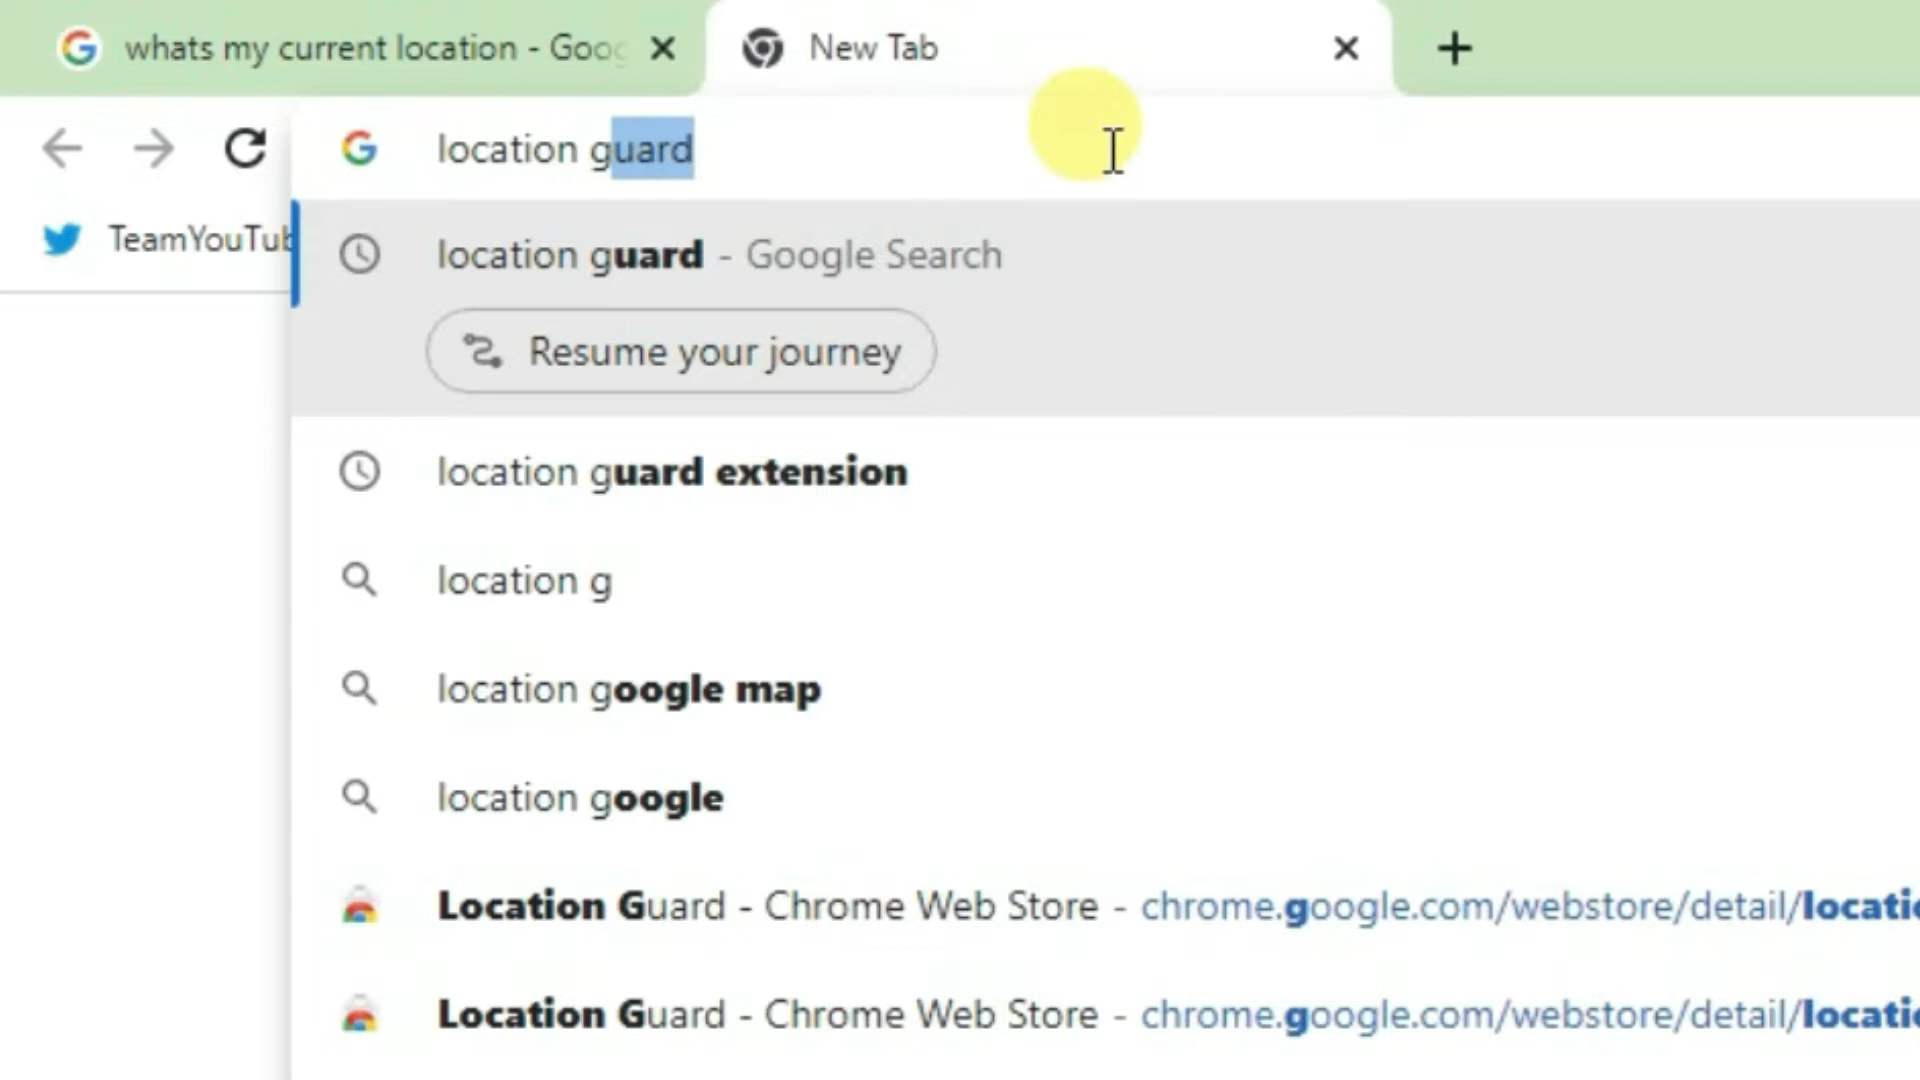 whats my current location - Goo
New Tab
location guard
TeamYouTub
location guard - Google Search
Resume your journey
location guard extension
location g
location google map
location google
Location Guard - Chrome Web Store - chrome.google.com/webstore/detail/locatio
Location Guard - Chrome Web Store - chrome.google.com/webstore/detail/locatio